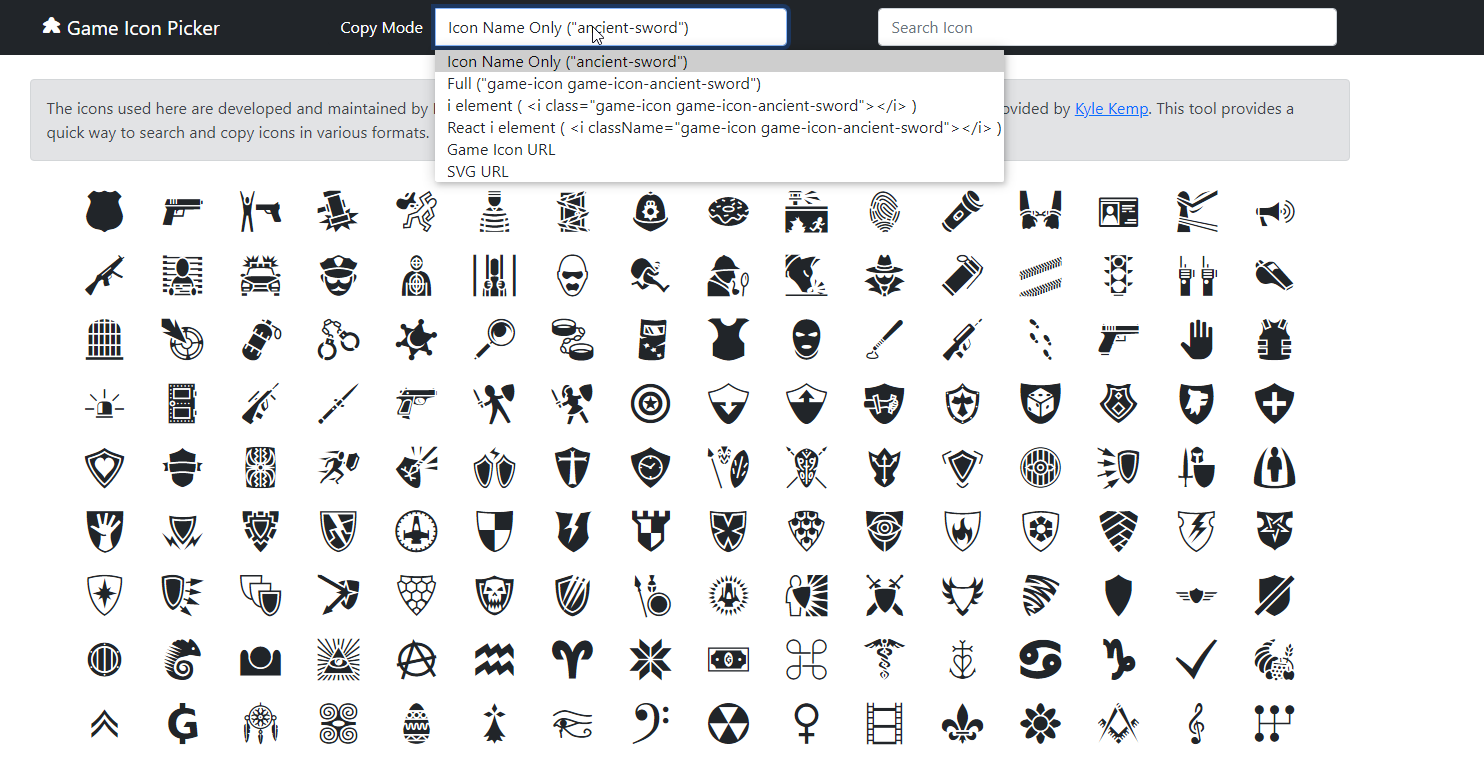 Game Icon Picker
Copy Mode
Icon Name Only ("ancient-sword")
Search Icon
Icon Name Only ("ancient-sword")
Full ("game-icon game-icon-ancient-sword")
i element ( <i class="game-icon game-icon-ancient-sword"></i> )
React i element ( <i className="game-icon game-icon-ancient-sword"></i> )
Game Icon URL
SVG URL
The icons used here are developed and maintained by
by Kyle Kemp. This tool provides a
quick way to search and copy icons in various formats.